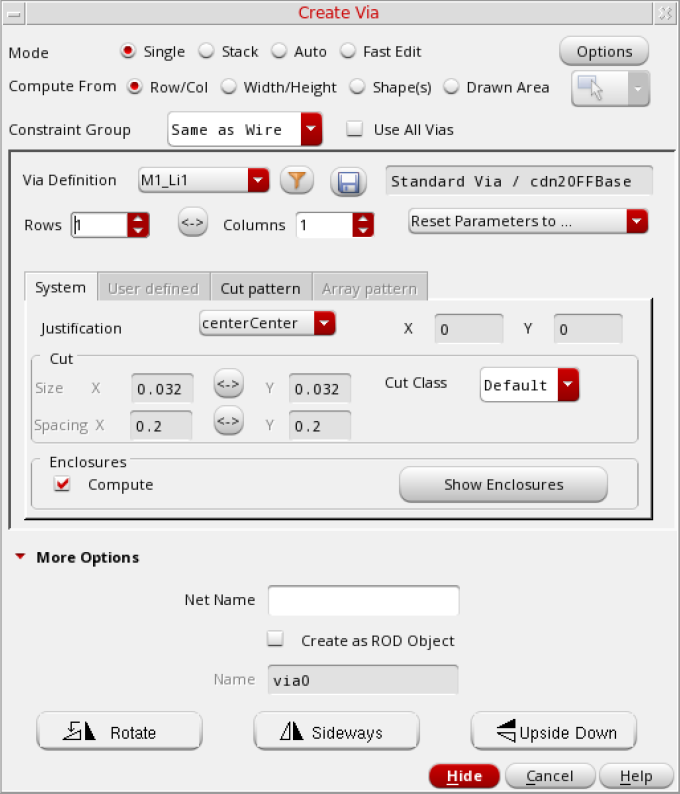 Create Via
Mode Single Stack Auto Fast Edit Options
Compute From Row/Col Width/Height Shape(s) Drawn Area
Constraint Group Same as Wire Use All Vias
Via Definition M1_Li1 Standard Via / cdn20FFBase
Rows 1 <-> Columns 1 Reset Parameters to ...
System User defined Cut pattern Array pattern
Justification centerCenter X 0 Y 0
Cut
Size X 0.032 <-> Y 0.032 Cut Class Default
Spacing X 0.2 <-> Y 0.2
Enclosures
Compute Show Enclosures
More Options
Net Name
Create as ROD Object
Name via0
Rotate Sideways Upside Down
Hide Cancel Help